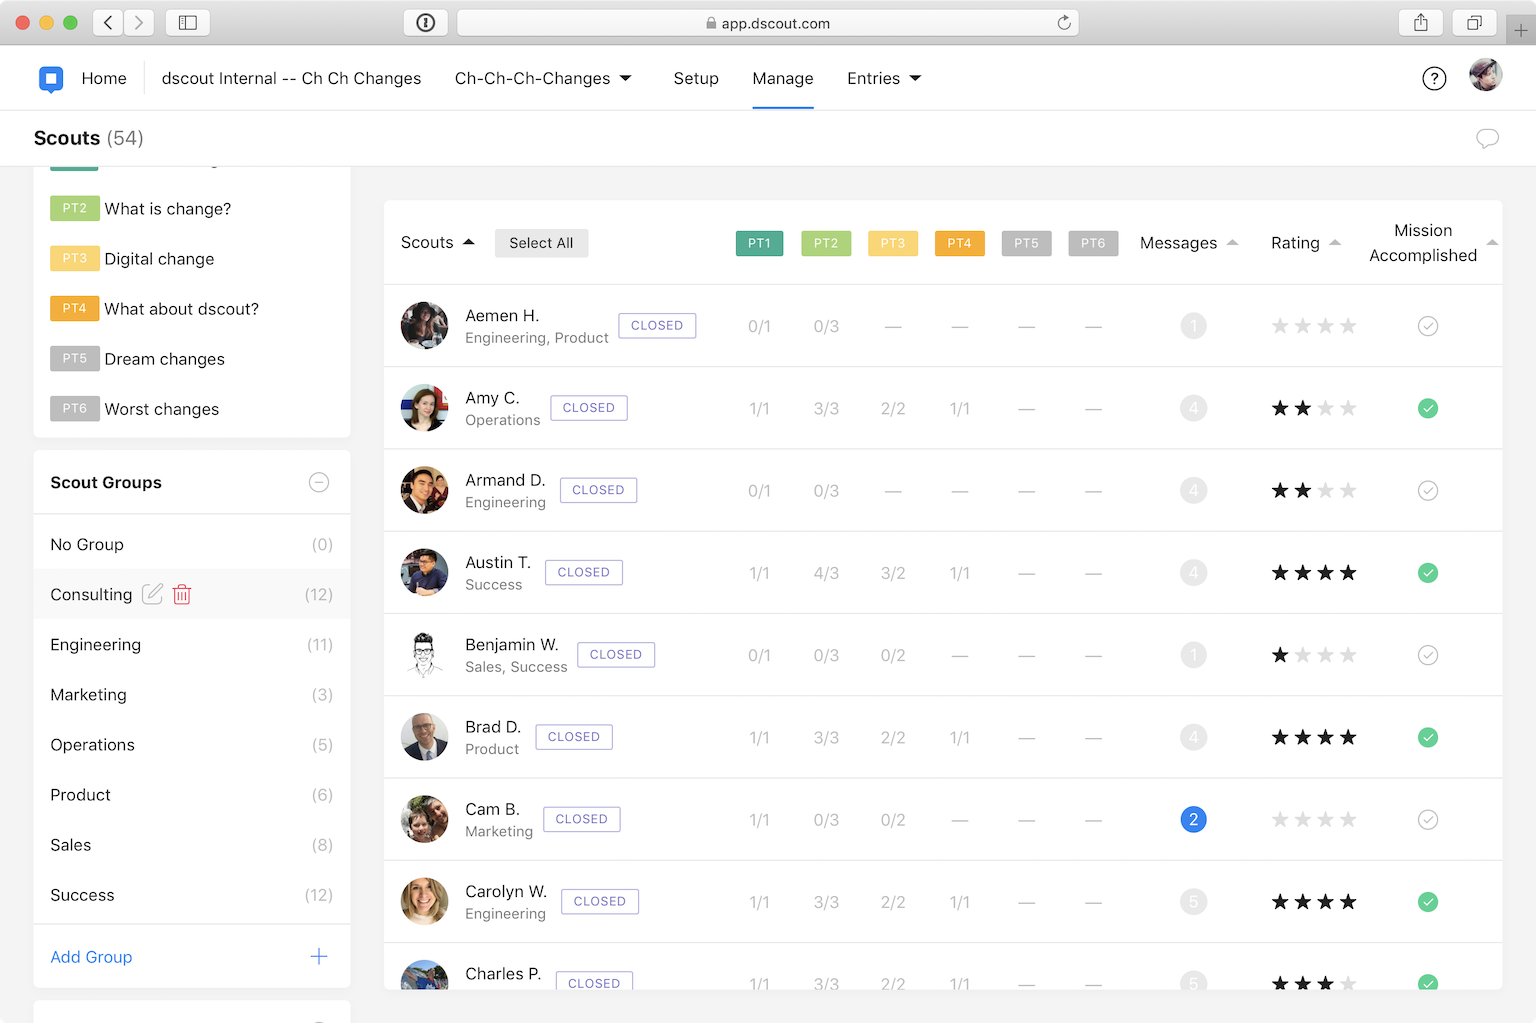 app.dscout.com
Home dscout Internal -- Ch Ch Changes Ch-Ch-Ch-Changes Setup Manage Entries ?
Scouts (54)
PT2 What is change?
PT3 Digital change
PT4 What about dscout?
PT5 Dream changes
PT6 Worst changes
Scout Groups
No Group (0)
Consulting (12)
Engineering (11)
Marketing (3)
Operations (5)
Product (6)
Sales (8)
Success (12)
Add Group
Scouts Select All PT1 PT2 PT3 PT4 PT5 PT6 Messages Rating Mission
Accomplished
Aemen H.
Engineering, Product CLOSED 0/1 0/3 — — — — 1
Amy C.
Operations CLOSED 1/1 3/3 2/2 1/1 — — 4
Armand D.
Engineering CLOSED 0/1 0/3 — — — — 4
Austin T.
Success CLOSED 1/1 4/3 3/2 1/1 — — 4
Benjamin W.
Sales, Success CLOSED 0/1 0/3 0/2 — — — 1
Brad D.
Product CLOSED 1/1 3/3 2/2 1/1 — — 4
Cam B.
Marketing CLOSED 1/1 0/3 0/2 — — — 2
Carolyn W.
Engineering CLOSED 1/1 3/3 2/2 1/1 — — 5
Charles P.
CLOSED 1/1 3/3 2/2 1/1 — — 5